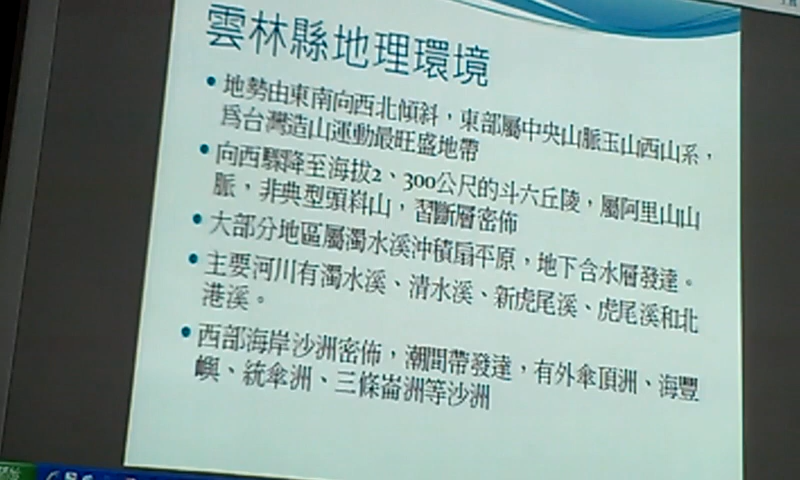 雲林縣地理環境
•地勢由東南向西北傾斜，東部屬中央山脈玉山西山系，
為台灣造山運動最旺盛地帶
•向西驟降至海拔2、300公尺的斗六丘陵，屬阿里山山
脈，非典型頭嵙山，習斷層密佈
•大部分地區屬濁水溪沖積扇平原，地下含水層發達。
•主要河川有濁水溪、清水溪、新虎尾溪、虎尾溪和北
港溪。
•西部海岸沙洲密佈，潮間帶發達，有外傘頂洲、海豐
嶼、統傘洲、三條崙洲等沙洲